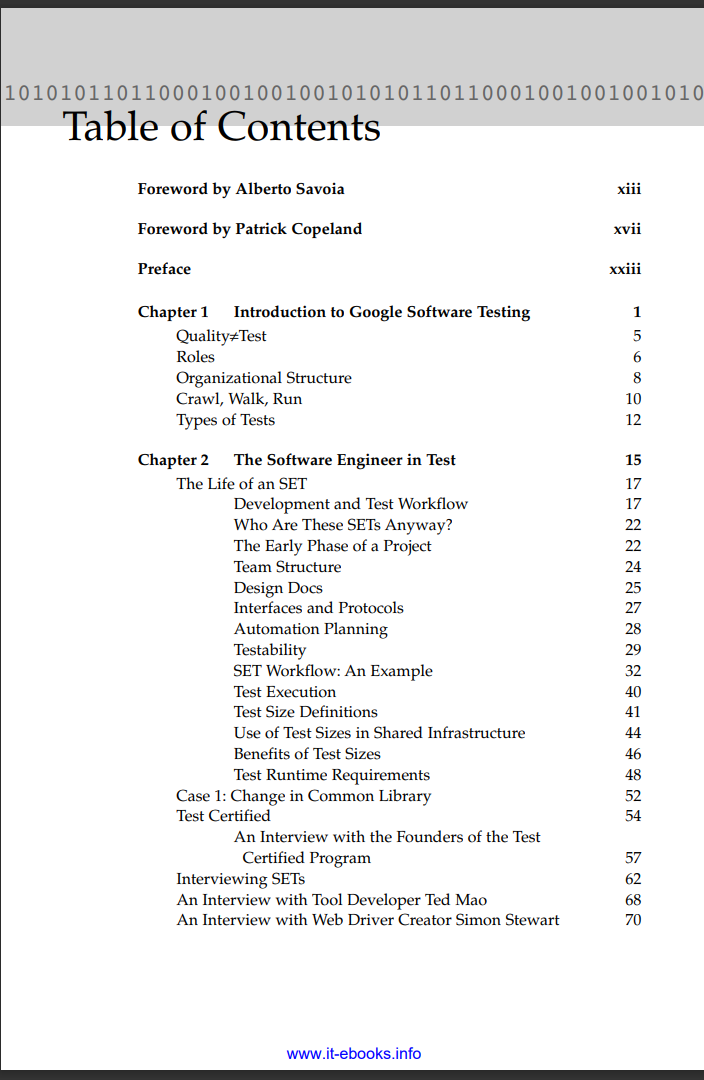 1010101101100010010010010101011011000100100100101​0
Table of Contents
Foreword by Alberto Savoia xiii
Foreword by Patrick Copeland xvii
Preface xxiii
Chapter 1 Introduction to Google Software Testing 1
Quality≠Test 5
Roles 6
Organizational Structure 8
Crawl, Walk, Run 10
Types of Tests 12
Chapter 2 The Software Engineer in Test 15
The Life of an SET 17
Development and Test Workflow 17
Who Are These SETs Anyway? 22
The Early Phase of a Project 22
Team Structure 24
Design Docs 25
Interfaces and Protocols 27
Automation Planning 28
Testability 29
SET Workflow: An Example 32
Test Execution 40
Test Size Definitions 41
Use of Test Sizes in Shared Infrastructure 44
Benefits of Test Sizes 46
Test Runtime Requirements 48
Case 1: Change in Common Library 52
Test Certified 54
An Interview with the Founders of the Test
Certified Program 57
Interviewing SETs 62
An Interview with Tool Developer Ted Mao 68
An Interview with Web Driver Creator Simon Stewart 70
www.it-ebooks.info